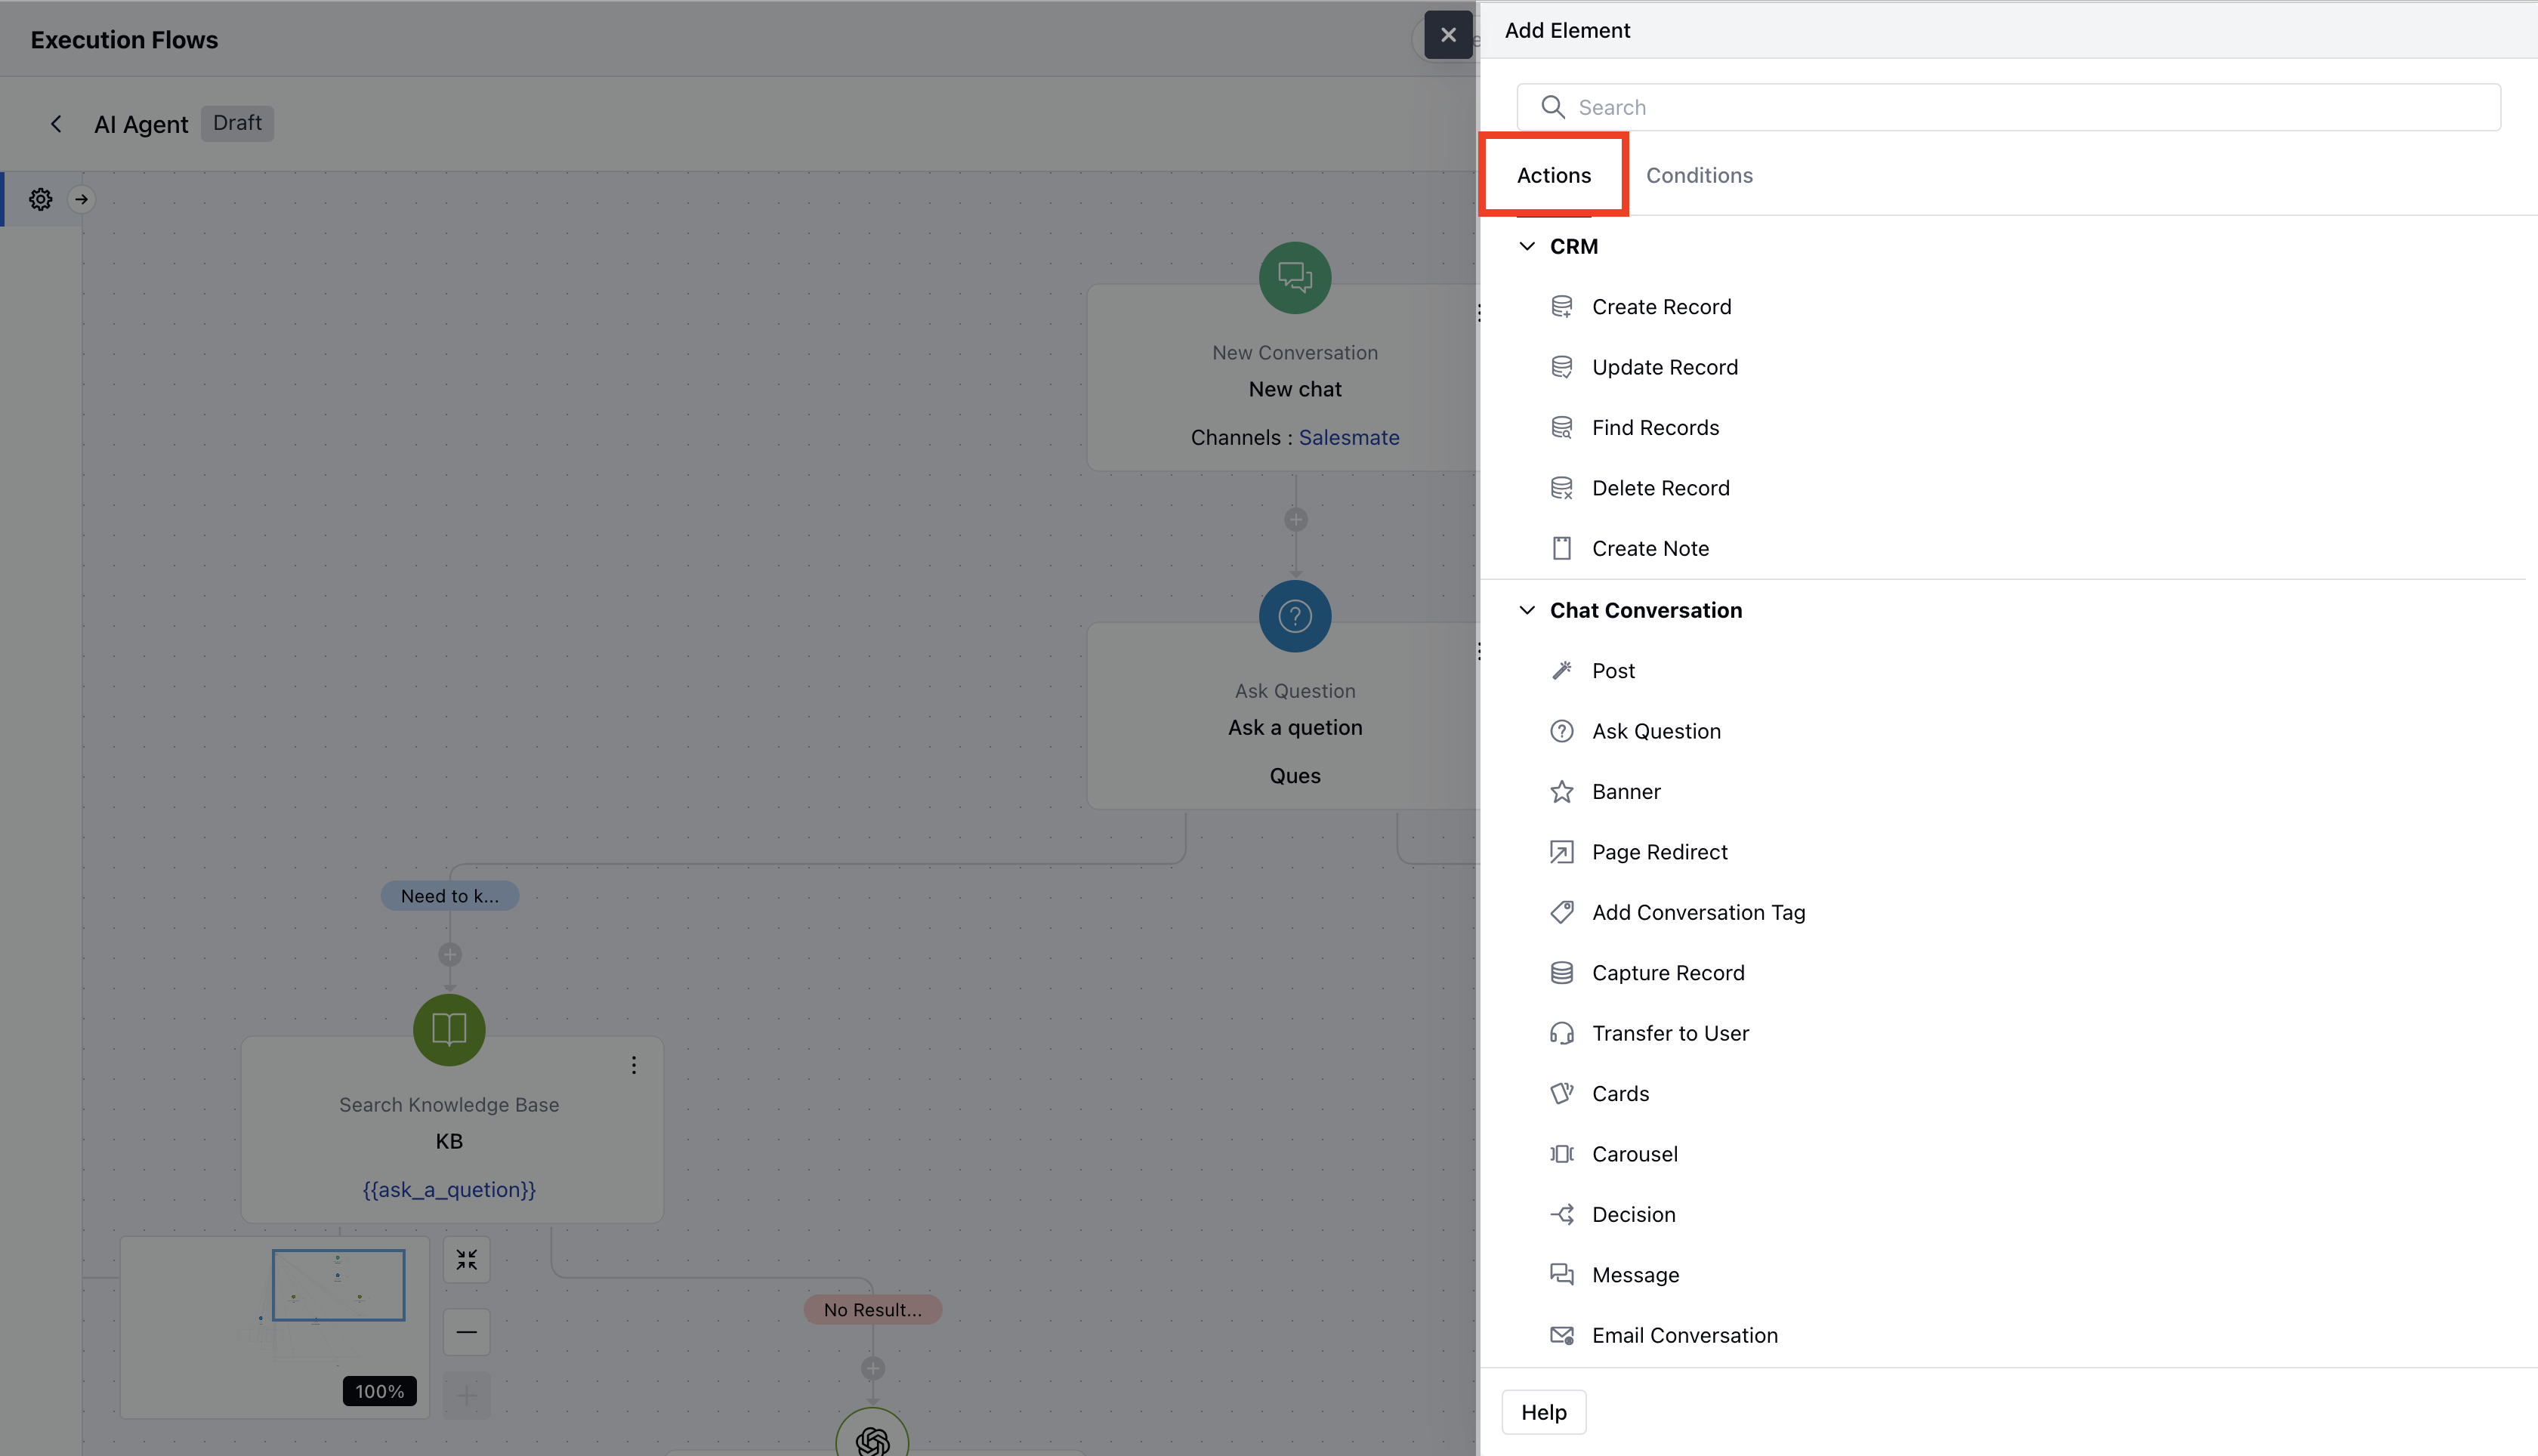 Execution Flows
AI Agent
Draft
New Conversation
New chat
Channels : Salesmate
Ask Question
Ask a quetion
Ques
Need to k...
Search Knowledge Base
KB
{{ask_a_quetion}}
No Result...
100%
Add Element
Search
Actions
Conditions
CRM
Create Record
Update Record
Find Records
Delete Record
Create Note
Chat Conversation
Post
Ask Question
Banner
Page Redirect
Add Conversation Tag
Capture Record
Transfer to User
Cards
Carousel
Decision
Message
Email Conversation
Help